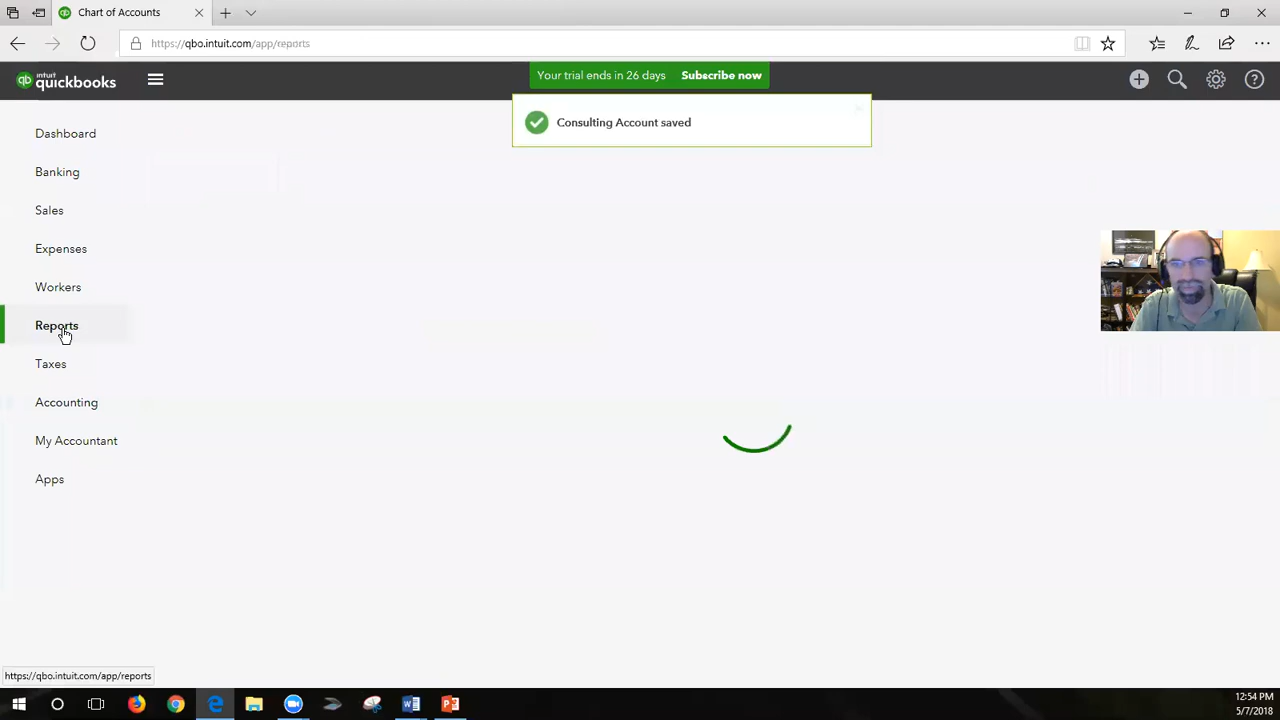 Chart of Accounts
https://qbo.intuit.com/app/reports
qb intuit quickbooks
Your trial ends in 26 days Subscribe now
Consulting Account saved
Dashboard
Banking
Sales
Expenses
Workers
Reports
Taxes
Accounting
My Accountant
Apps
https://qbo.intuit.com/app/reports
12:54 PM
5/7/2018